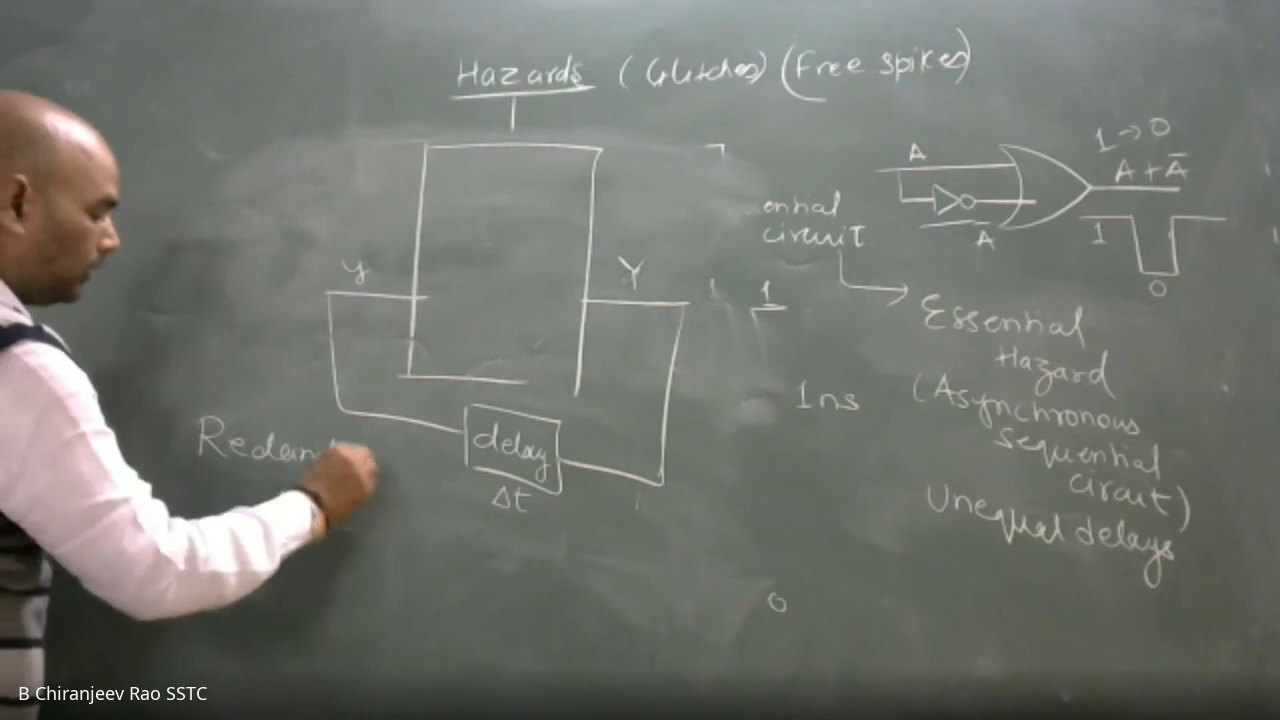 Hazards (Glitches) (Free spikes)
1 → 0
A
A + Ā
A
1
0
ential
circuit
y
Y
1
1
Essential
Hazard
(Asynchronous
sequential
circuit)
Unequal delays
1ns
delay
Δt
0
B Chiranjeev Rao SSTC